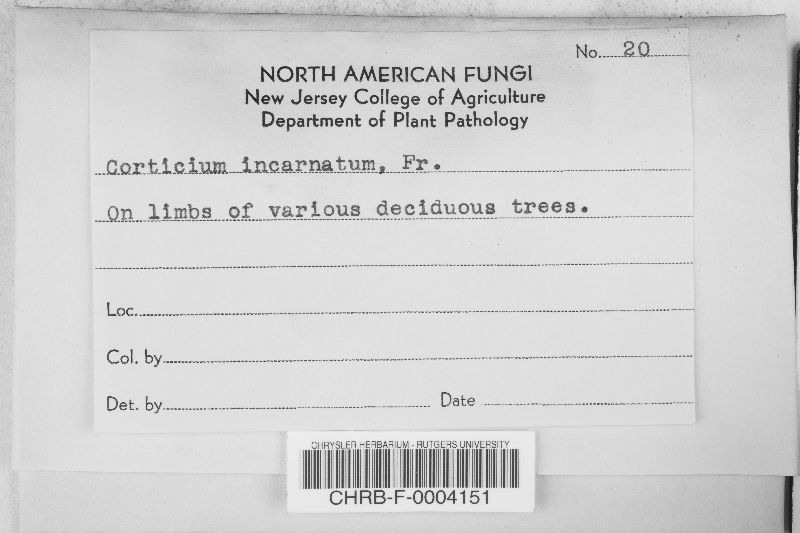 No. 20
NORTH AMERICAN FUNGI
New Jersey College of Agriculture
Department of Plant Pathology
Corticium incarnatum, Fr.
On limbs of various deciduous trees.
Loc.
Col. by
Det. by Date
CHRYSLER HERBARIUM - RUTGERS UNIVERSITY
CHRB-F-0004151